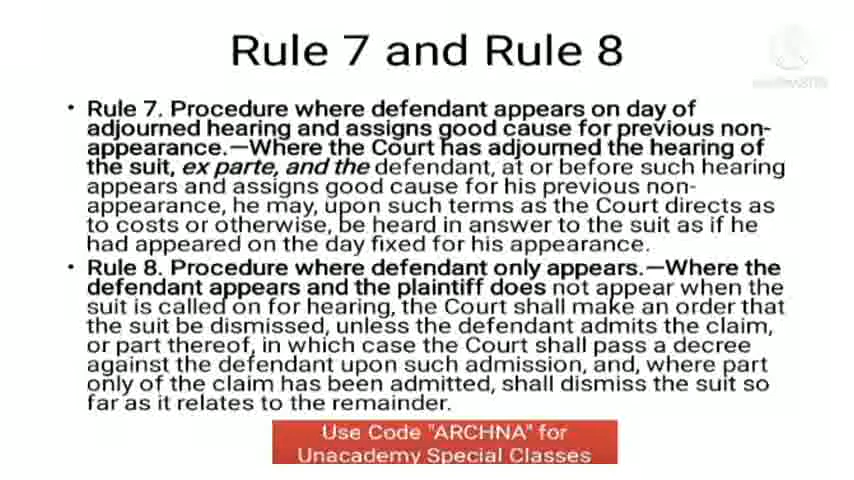 Rule 7 and Rule 8
• Rule 7. Procedure where defendant appears on day of
adjourned hearing and assigns good cause for previous non-
appearance.—Where the Court has adjourned the hearing of
the suit, ex parte, and the defendant, at or before such hearing
appears and assigns good cause for his previous non-
appearance, he may, upon such terms as the Court directs as
to costs or otherwise, be heard in answer to the suit as if he
had appeared on the day fixed for his appearance.
• Rule 8. Procedure where defendant only appears.—Where the
defendant appears and the plaintiff does not appear when the
suit is called on for hearing, the Court shall make an order that
the suit be dismissed, unless the defendant admits the claim,
or part thereof, in which case the Court shall pass a decree
against the defendant upon such admission, and, where part
only of the claim has been admitted, shall dismiss the suit so
far as it relates to the remainder.
Use Code "ARCHNA" for
Unacademy Special Classes